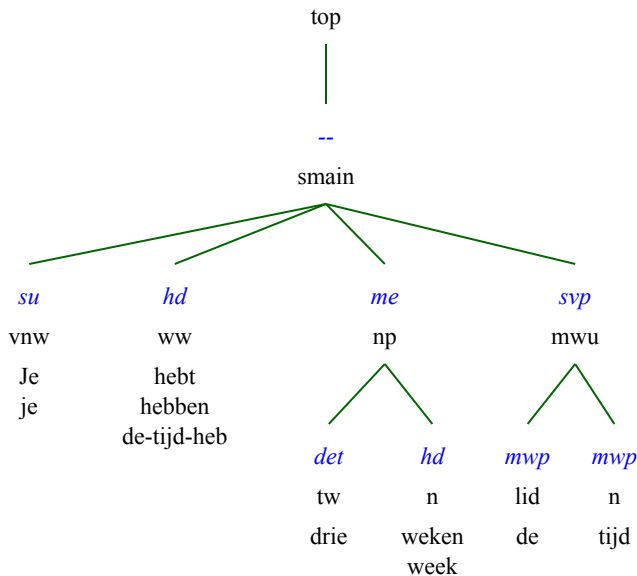 top
--
smain
su hd me svp
vnw ww np mwu
Je hebt
je hebben
de-tijd-heb
det hd mwp mwp
tw n lid n
drie weken de tijd
week